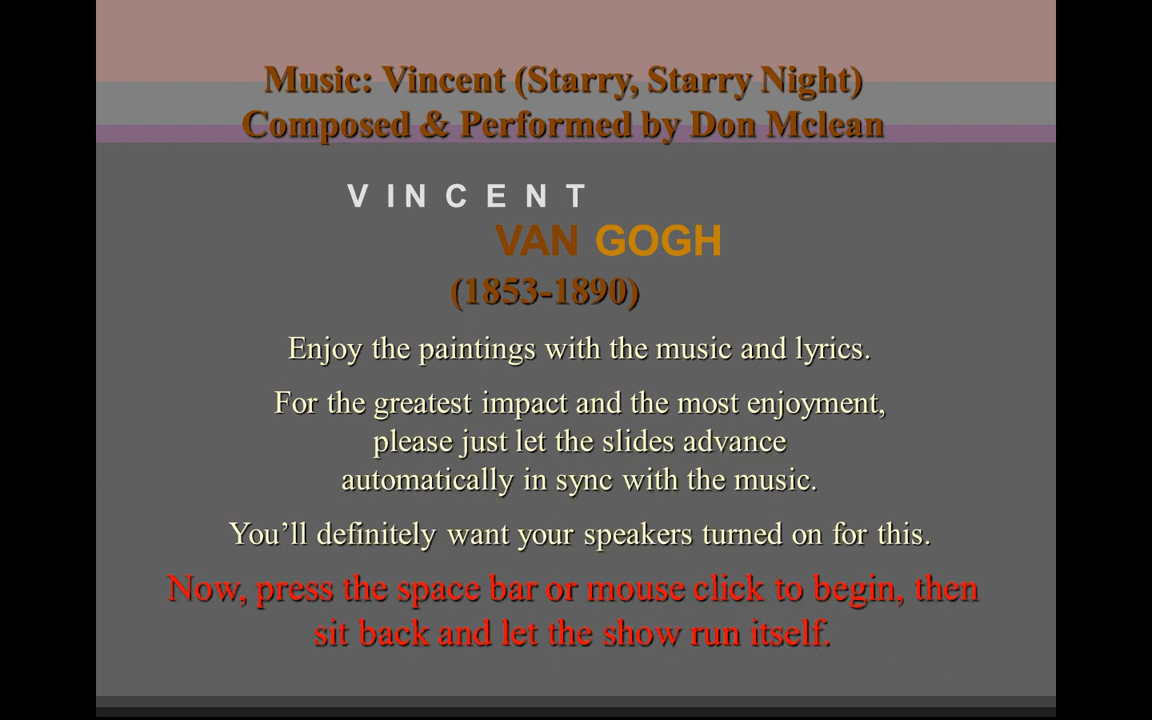 Music: Vincent (Starry, Starry Night)
Composed & Performed by Don Mclean
VINCENT
VAN GOGH
(1853-1890)
Enjoy the paintings with the music and lyrics.
For the greatest impact and the most enjoyment,
please just let the slides advance
automatically in sync with the music.
You’ll definitely want your speakers turned on for this.
Now, press the space bar or mouse click to begin, then
sit back and let the show run itself.